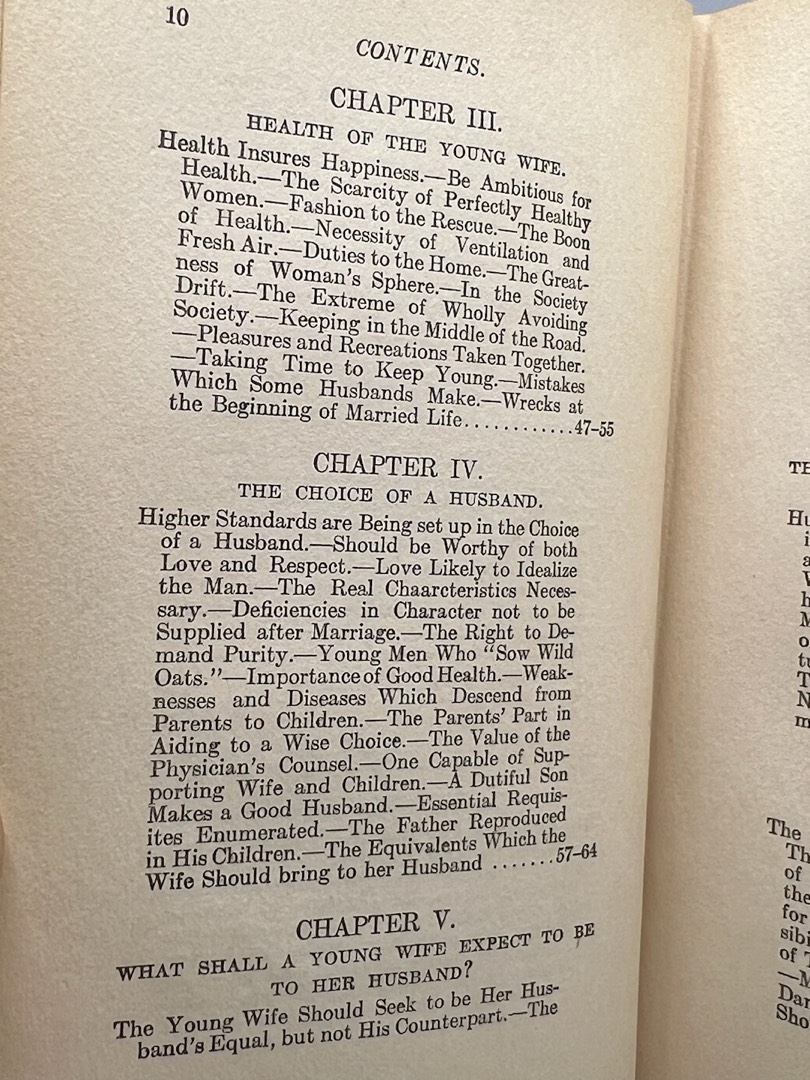 10
CONTENTS.
CHAPTER III.
HEALTH OF THE YOUNG WIFE.
Health Insures Happiness.—Be Ambitious for
Health.—The Scarcity of Perfectly Healthy
Women.—Fashion to the Rescue.—The Boon
of Health.—Necessity of Ventilation and
Fresh Air.—Duties to the Home.—The Great-
ness of Woman's Sphere.—In the Society
Drift.—The Extreme of Wholly Avoiding
Society.—Keeping in the Middle of the Road.
—Pleasures and Recreations Taken Together.
—Taking Time to Keep Young.—Mistakes
Which Some Husbands Make.—Wrecks at
the Beginning of Married Life............47-55
CHAPTER IV.
THE CHOICE OF A HUSBAND.
Higher Standards are Being set up in the Choice
of a Husband.—Should be Worthy of both
Love and Respect.—Love Likely to Idealize
the Man.—The Real Chaarcteristics Neces-
sary.—Deficiencies in Character not to be
Supplied after Marriage.—The Right to De-
mand Purity.—Young Men Who "Sow Wild
Oats."—Importance of Good Health.—Weak-
nesses and Diseases Which Descend from
Parents to Children.—The Parents' Part in
Aiding to a Wise Choice.—The Value of the
Physician's Counsel.—One Capable of Sup-
porting Wife and Children.—A Dutiful Son
Makes a Good Husband.—Essential Requis-
ites Enumerated.—The Father Reproduced
in His Children.—The Equivalents Which the
Wife Should bring to her Husband .......57-64
CHAPTER V.
WHAT SHALL A YOUNG WIFE EXPECT TO BE
TO HER HUSBAND?
The Young Wife Should Seek to be Her Hus-
band's Equal, but not His Counterpart.—The
The
of
the
for
of